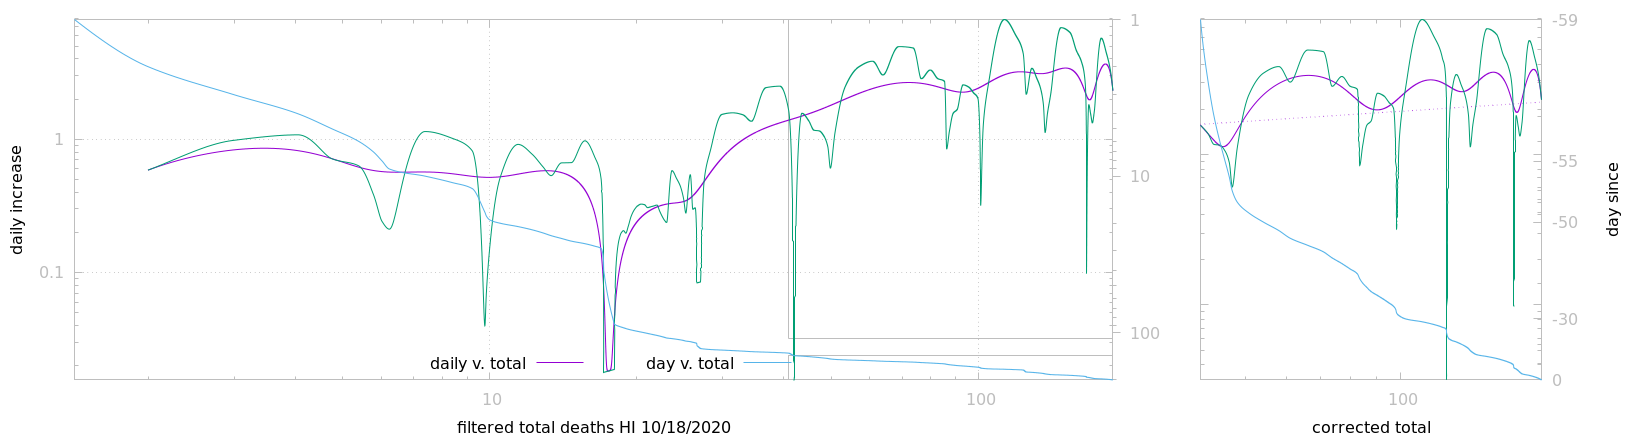 daily increase
1
0.1
10
100
1
10
100
daily v. total
day v. total
filtered total deaths HI 10/18/2020
-59
-55
-50
-30
0
100
day since
corrected total